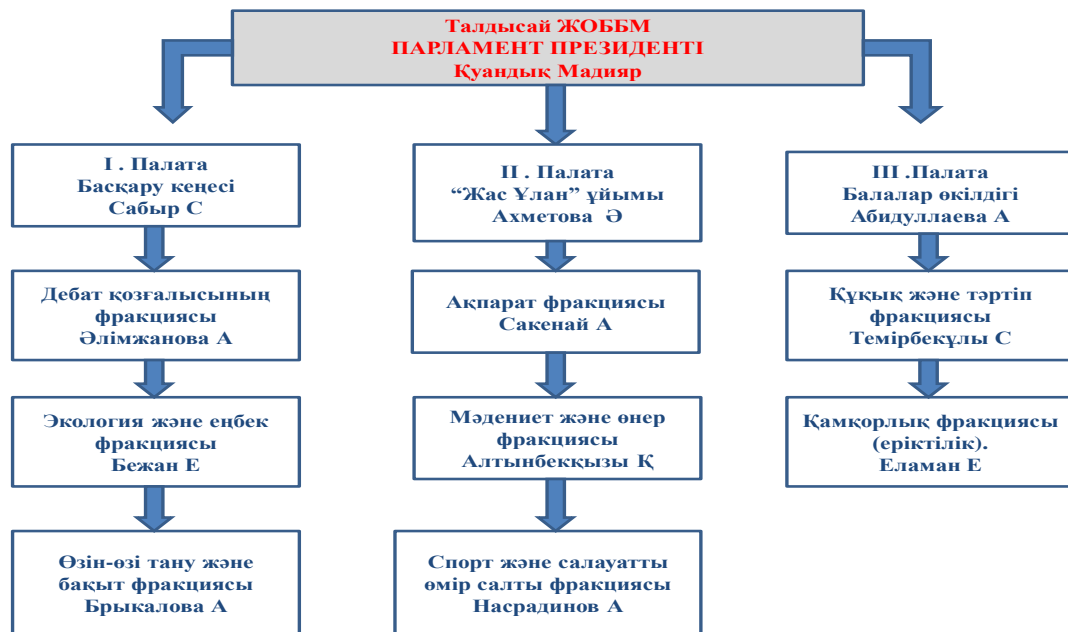 Талдысай ЖОББМ
ПАРЛАМЕНТ ПРЕЗИДЕНТІ
Қуандық Мадияр
І . Палата
Басқару кеңесі
Сабыр С
Дебат қозғалысының
фракциясы
Әлімжанова А
Экология және еңбек
фракциясы
Бежан Е
Өзін-өзі тану және
бақыт фракциясы
Брыкалова А
ІІ . Палата
“Жас Ұлан” ұйымы
Ахметова Ә
Ақпарат фракциясы
Сакенай А
Мәдениет және өнер
фракциясы
Алтынбекқызы Қ
Спорт және салауатты
өмір салты фракциясы
Насрадинов А
ІІІ .Палата
Балалар өкілдігі
Абидуллаева А
Құқық және тәртіп
фракциясы
Темірбекұлы С
Қамқорлық фракциясы
(еріктілік).
Еламан Е